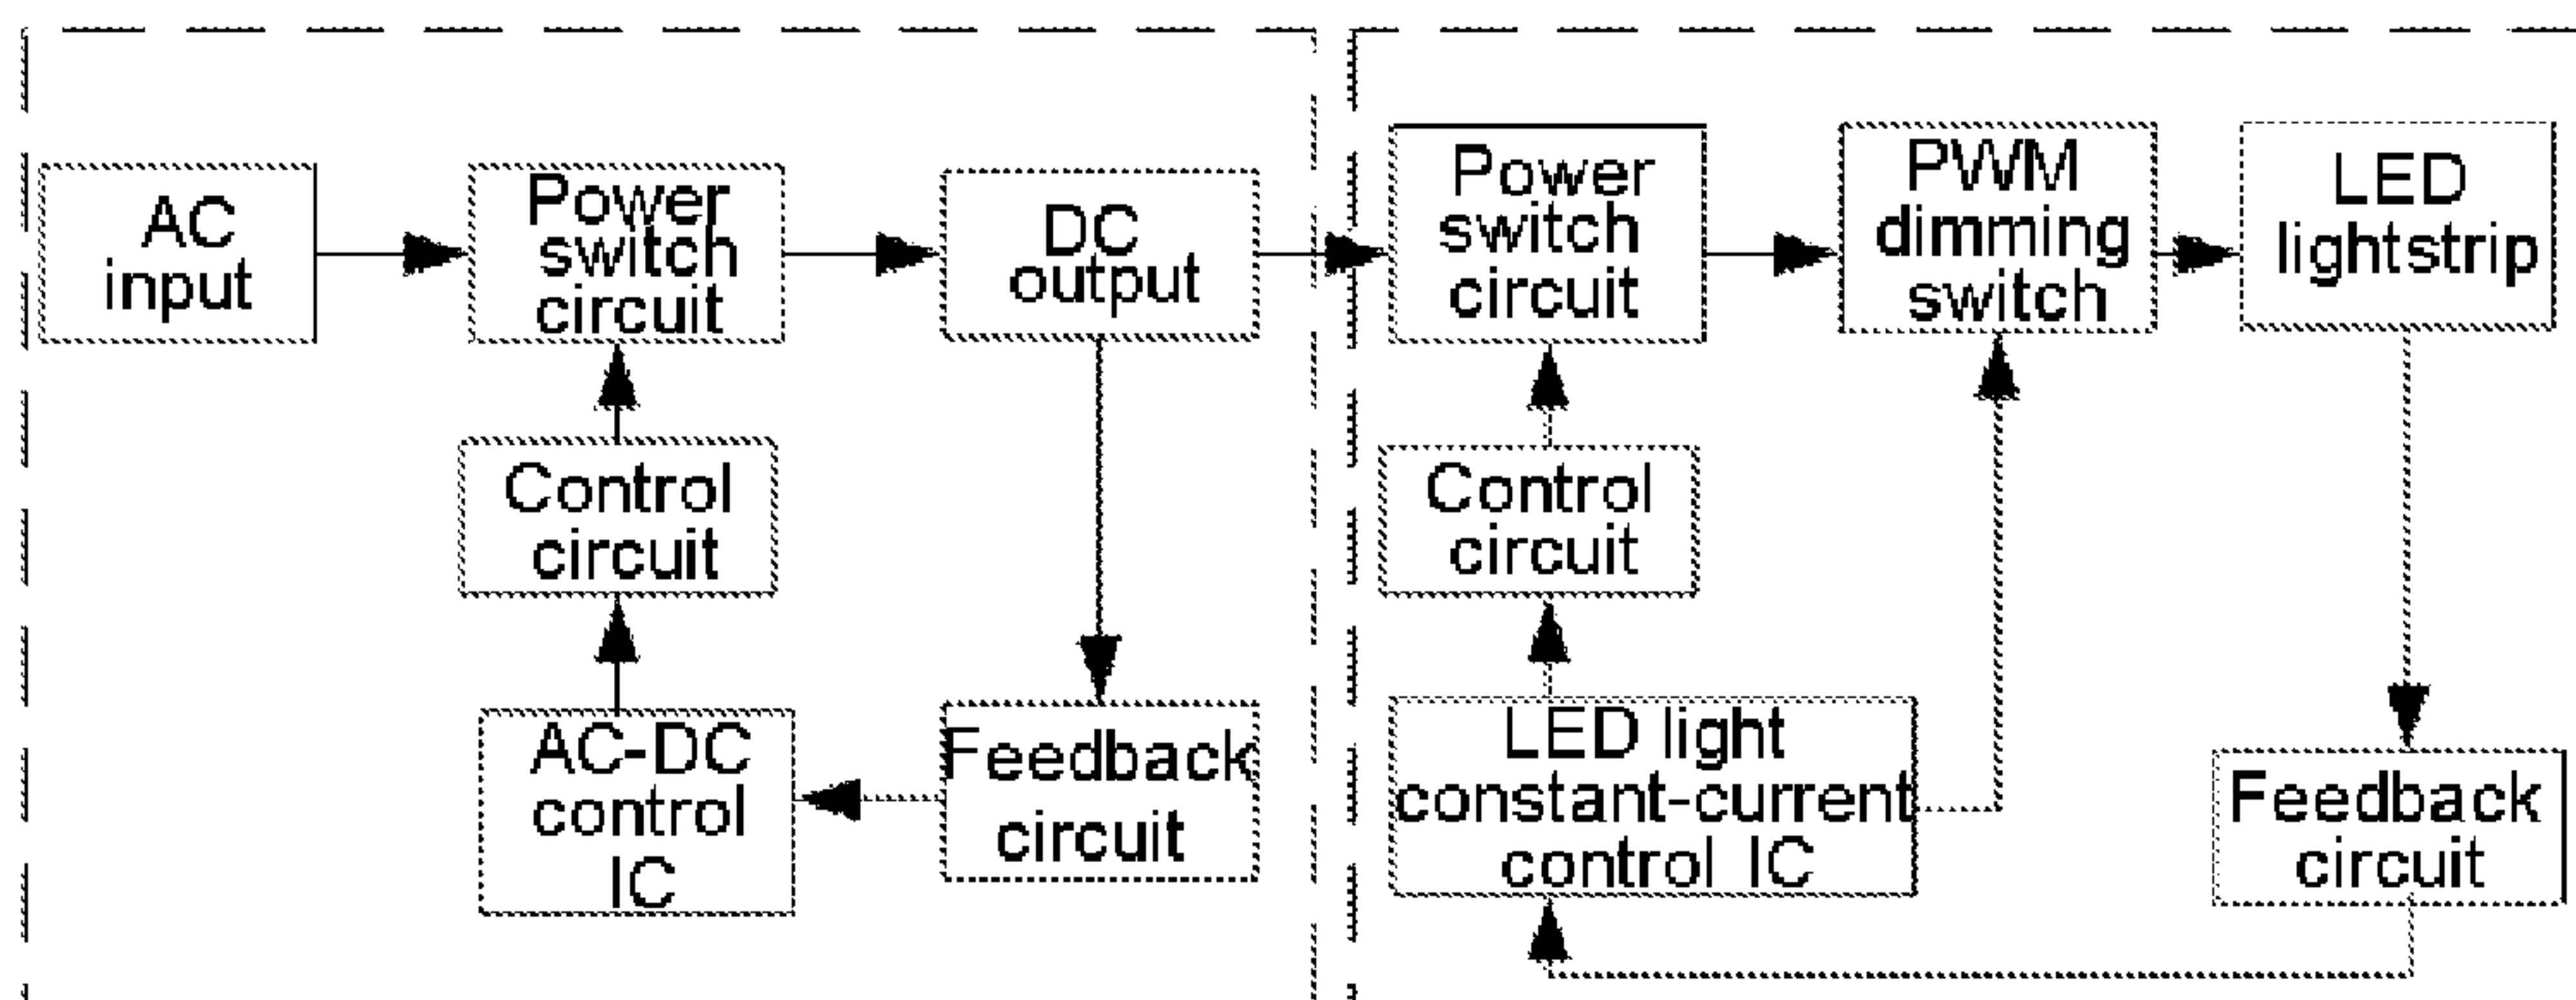 AC
input
Power
switch
circuit
DC
output
Power
switch
circuit
PWM
dimming
switch
LED
lightstrip
Control
circuit
Control
circuit
AC-DC
control
IC
Feedback
circuit
LED light
constant-current
control IC
Feedback
circuit